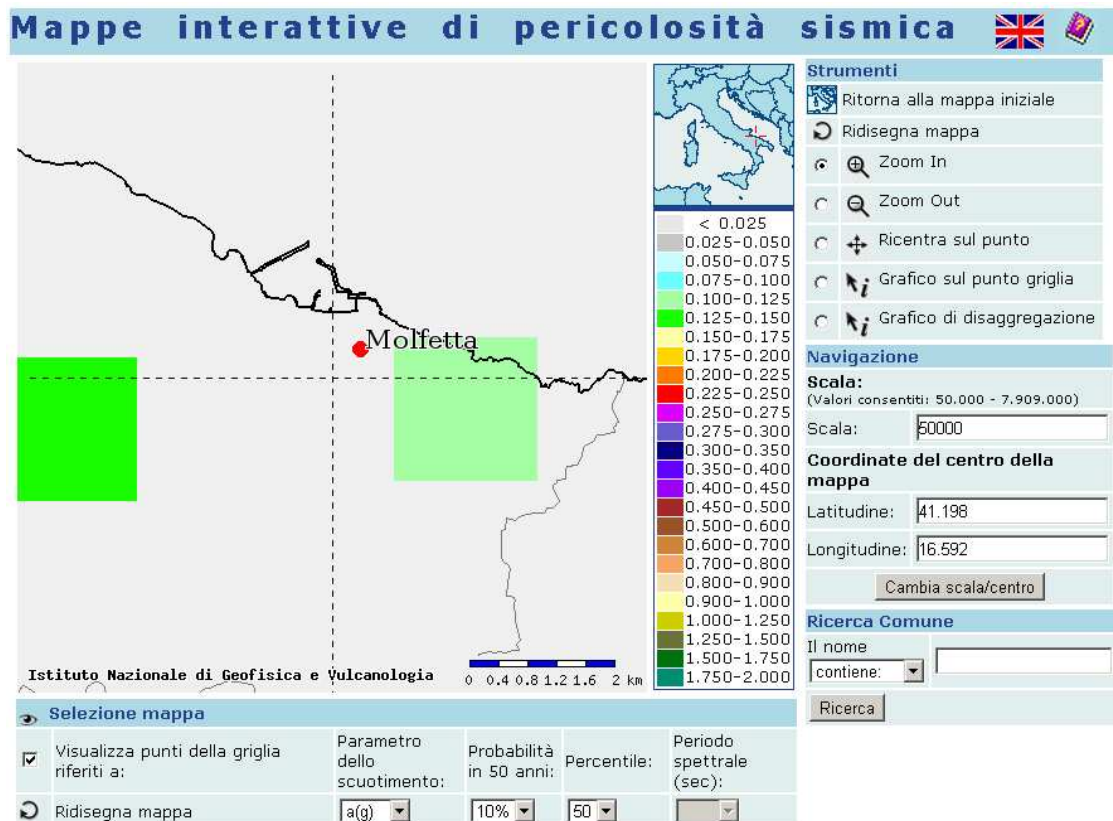 Mappe interattive di pericolosità sismica
Molfetta
Istituto Nazionale di Geofisica e Vulcanologia
0 0.4 0.8 1.2 1.6 2 km
< 0.025
0.025-0.050
0.050-0.075
0.075-0.100
0.100-0.125
0.125-0.150
0.150-0.175
0.175-0.200
0.200-0.225
0.225-0.250
0.250-0.275
0.275-0.300
0.300-0.350
0.350-0.400
0.400-0.450
0.450-0.500
0.500-0.600
0.600-0.700
0.700-0.800
0.800-0.900
0.900-1.000
1.000-1.250
1.250-1.500
1.500-1.750
1.750-2.000
Strumenti
Ritorna alla mappa iniziale
Ridisegna mappa
Zoom In
Zoom Out
Ricentra sul punto
Grafico sul punto griglia
Grafico di disaggregazione
Navigazione
Scala:
(Valori consentiti: 50.000 - 7.909.000)
Scala: 50000
Coordinate del centro della
mappa
Latitudine: 41.198
Longitudine: 16.592
Cambia scala/centro
Ricerca Comune
Il nome
contiene:
Ricerca
Selezione mappa
Visualizza punti della griglia
riferiti a:
Parametro
dello
scuotimento:
Probabilità
in 50 anni:
Percentile:
Periodo
spettrale
(sec):
Ridisegna mappa
a(g)
10%
50